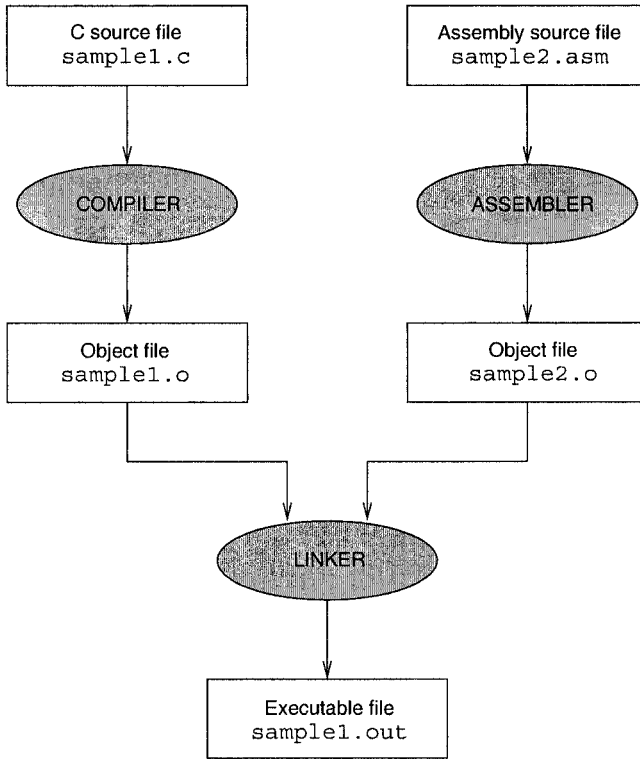 C source file
sample1.c
Assembly source file
sample2.asm
COMPILER
ASSEMBLER
Object file
sample1.o
Object file
sample2.o
LINKER
Executable file
sample1.out